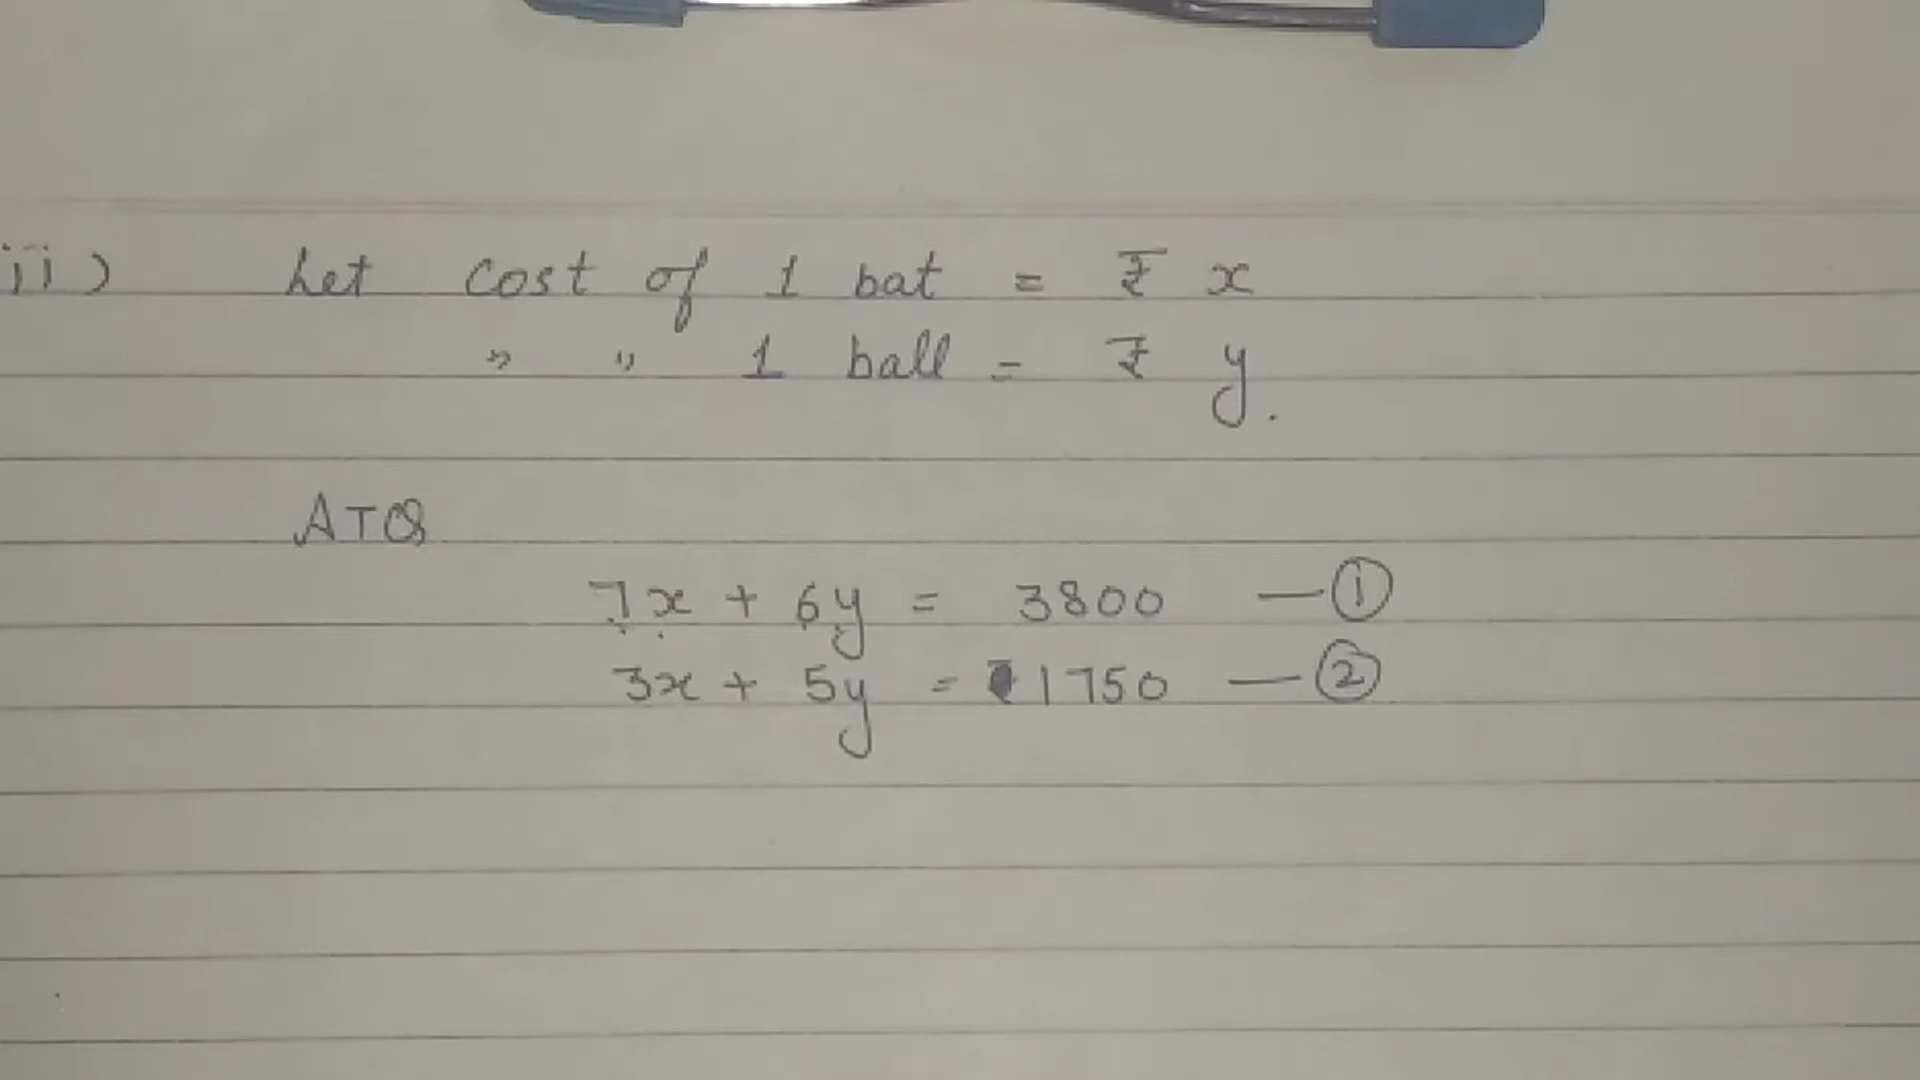 ii) Let cost of 1 bat = ₹ x
" " 1 ball = ₹ y.
ATQ
7x + 6y = 3800 — ①
3x + 5y = 1750 — ②